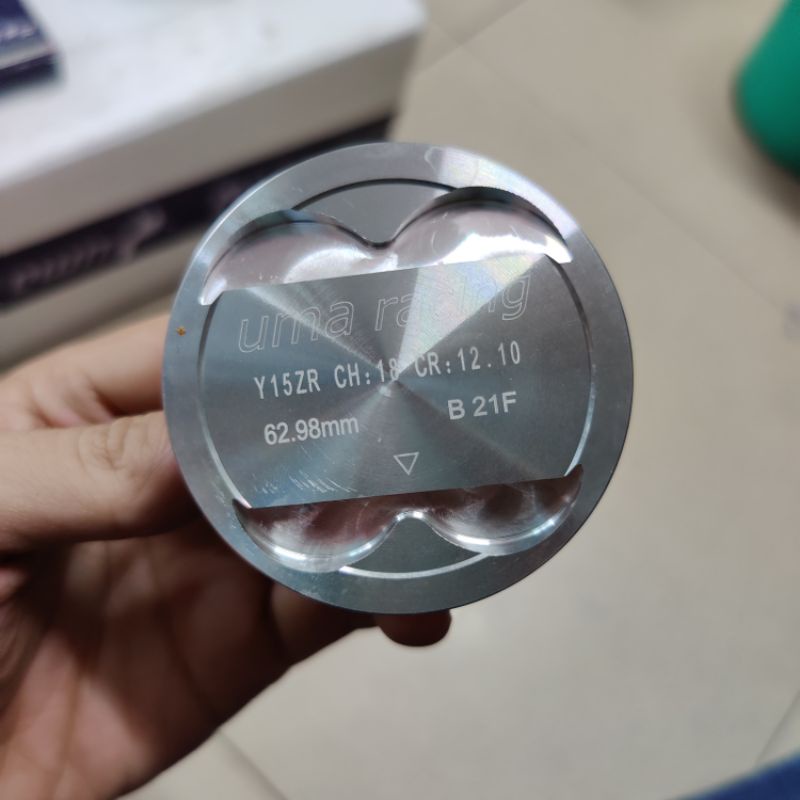 uma racing
Y15ZR CH:18 CR:12.10
62.98mm B 21F